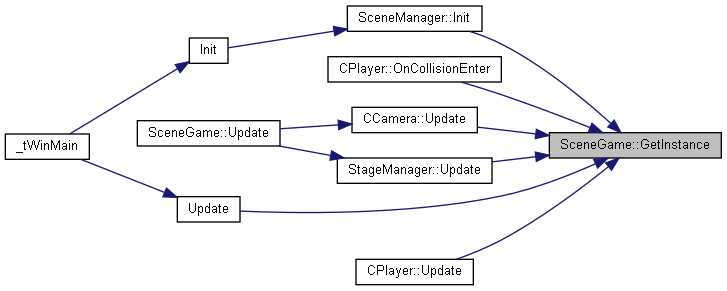 SceneManager::Init
Init
CPlayer::OnCollisionEnter
CCamera::Update
SceneGame::Update
_tWinMain
SceneGame::GetInstance
StageManager::Update
Update
CPlayer::Update